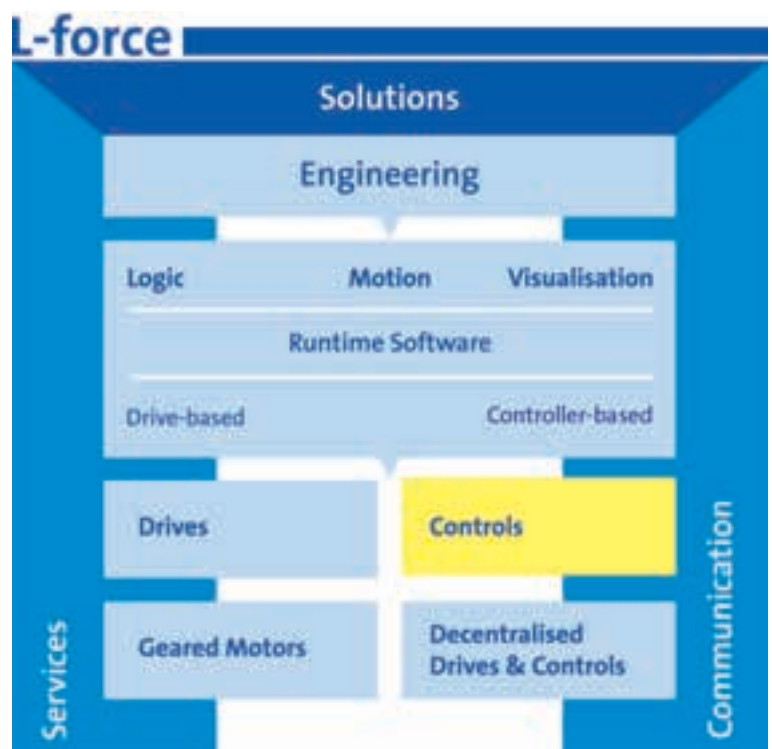 L-force
Solutions
Engineering
Logic Motion Visualisation
Runtime Software
Drive-based Controller-based
Drives
Controls
Geared Motors
Decentralised
Drives & Controls
Services
Communication